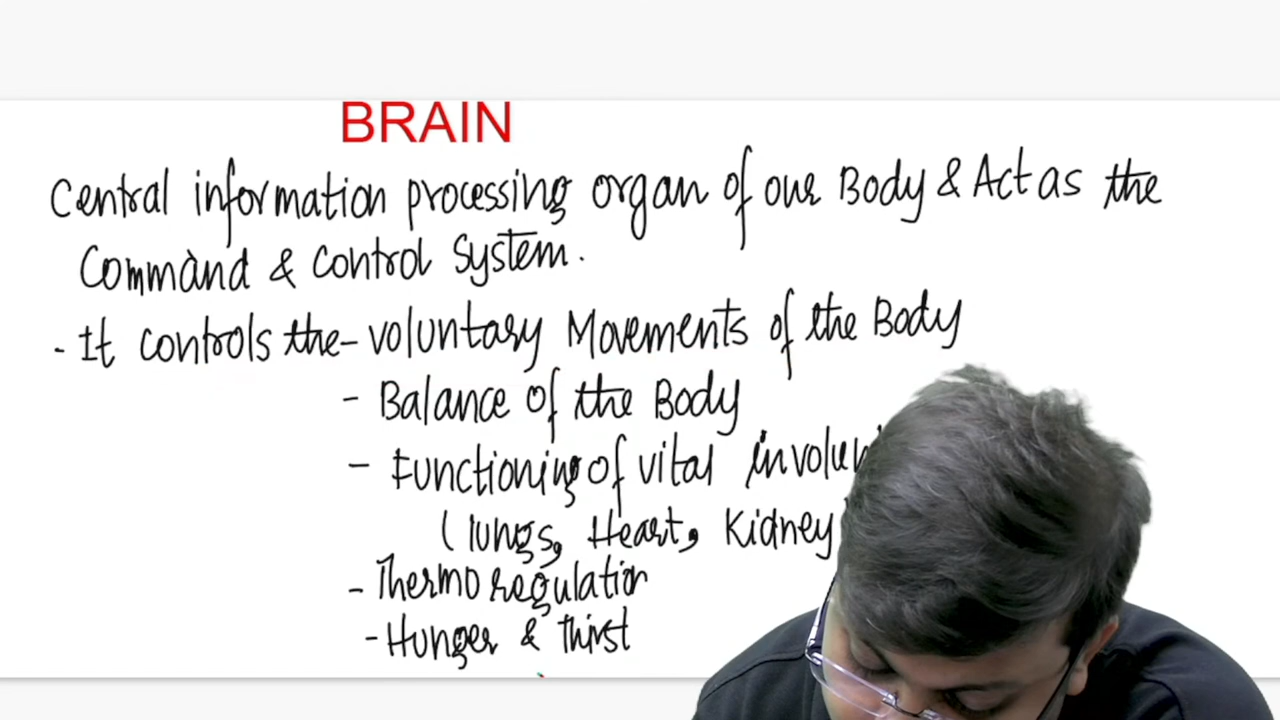 BRAIN
Central information processing organ of our Body & Act as the
Command & Control System.
- It controls the - voluntary Movements of the Body
- Balance of the Body
- Functioning of vital
( lungs, Heart, Kidney
- Thermoregulation
- Hunger & thirst